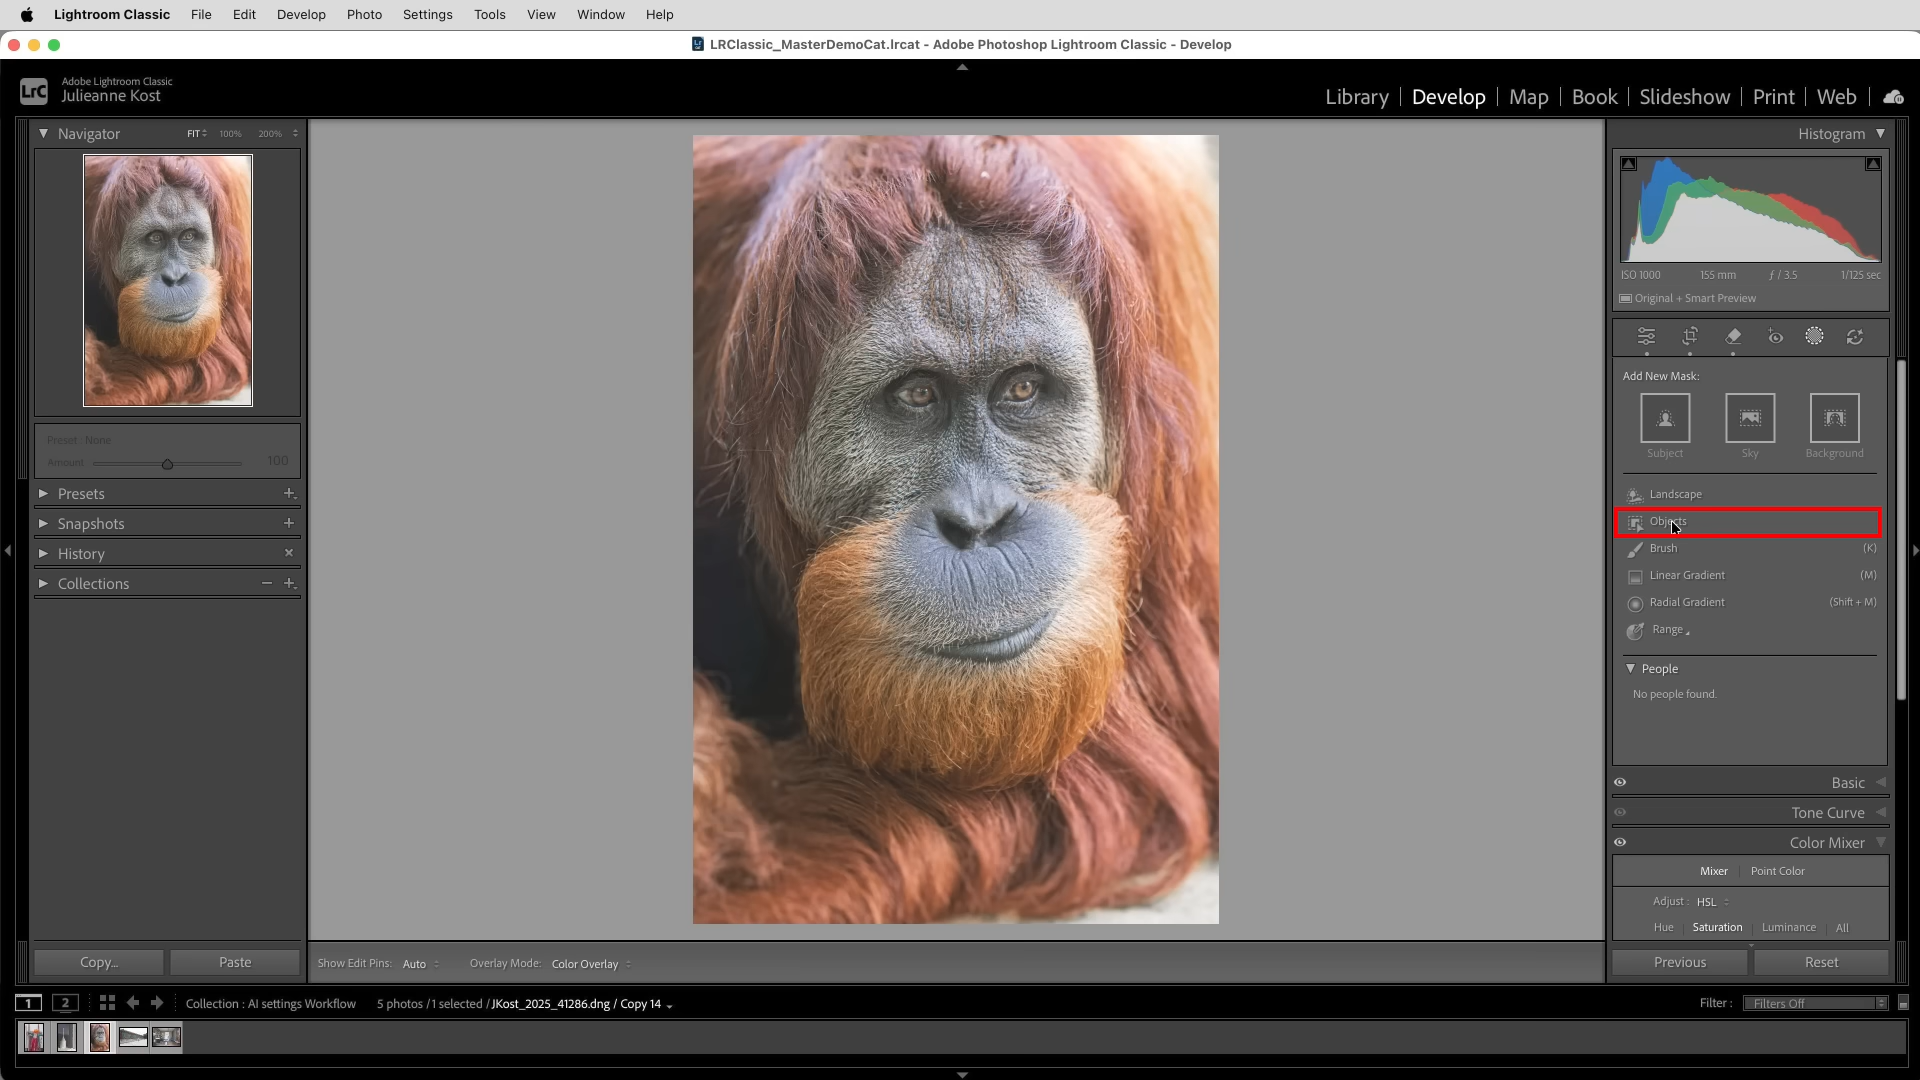 Lightroom Classic File Edit Develop Photo Settings Tools View Window Help
LRClassic_MasterDemoCat.lrcat - Adobe Photoshop Lightroom Classic - Develop
LrC
Adobe Lightroom Classic
Julieanne Kost
Library | Develop | Map | Book | Slideshow | Print | Web
Navigator FIT 100% 200%
Preset: None
Amount 100
Presets
Snapshots
History
Collections
Copy... Paste
Histogram
ISO 1000 155 mm ƒ / 3.5 1/125 sec
Original + Smart Preview
Add New Mask:
Subject Sky Background
Landscape
Objects
Brush (K)
Linear Gradient (M)
Radial Gradient (Shift + M)
Range
People
No people found.
Basic
Tone Curve
Color Mixer
Mixer | Point Color
Adjust : HSL
Hue | Saturation | Luminance | All
Previous Reset
Show Edit Pins: Auto Overlay Mode: Color Overlay
1 2 Collection : AI settings Workflow 5 photos /1 selected /JKost_2025_41286.dng / Copy 14 Filter : Filters Off